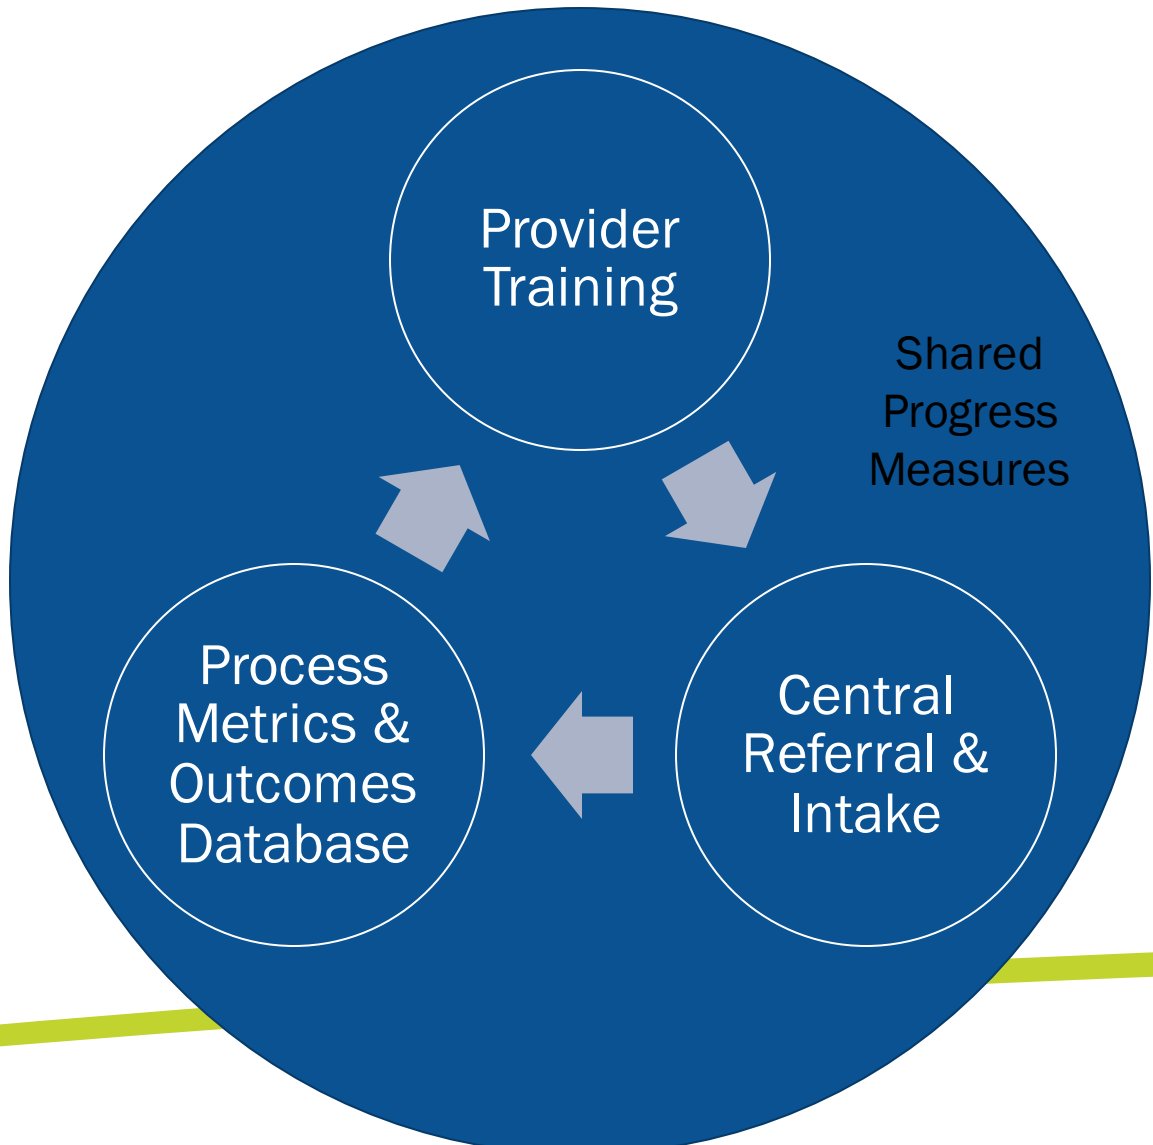 Provider
Training
Shared
Progress
Measures
Process
Metrics &
Outcomes
Database
Central
Referral &
Intake